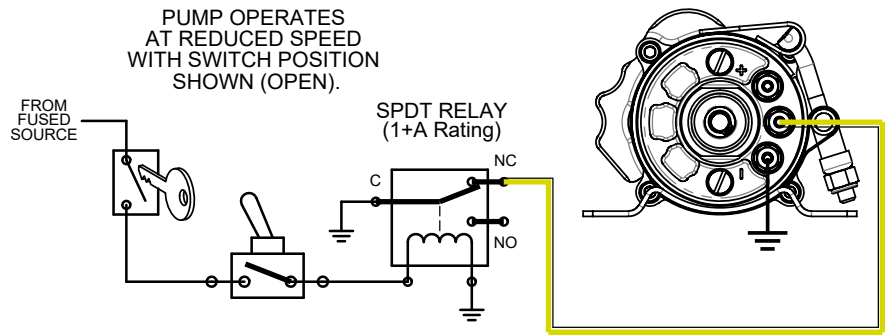 PUMP OPERATES
AT REDUCED SPEED
WITH SWITCH POSITION
SHOWN (OPEN).
FROM
FUSED
SOURCE
SPDT RELAY
(1+A Rating)
C
NC
NO
+
–